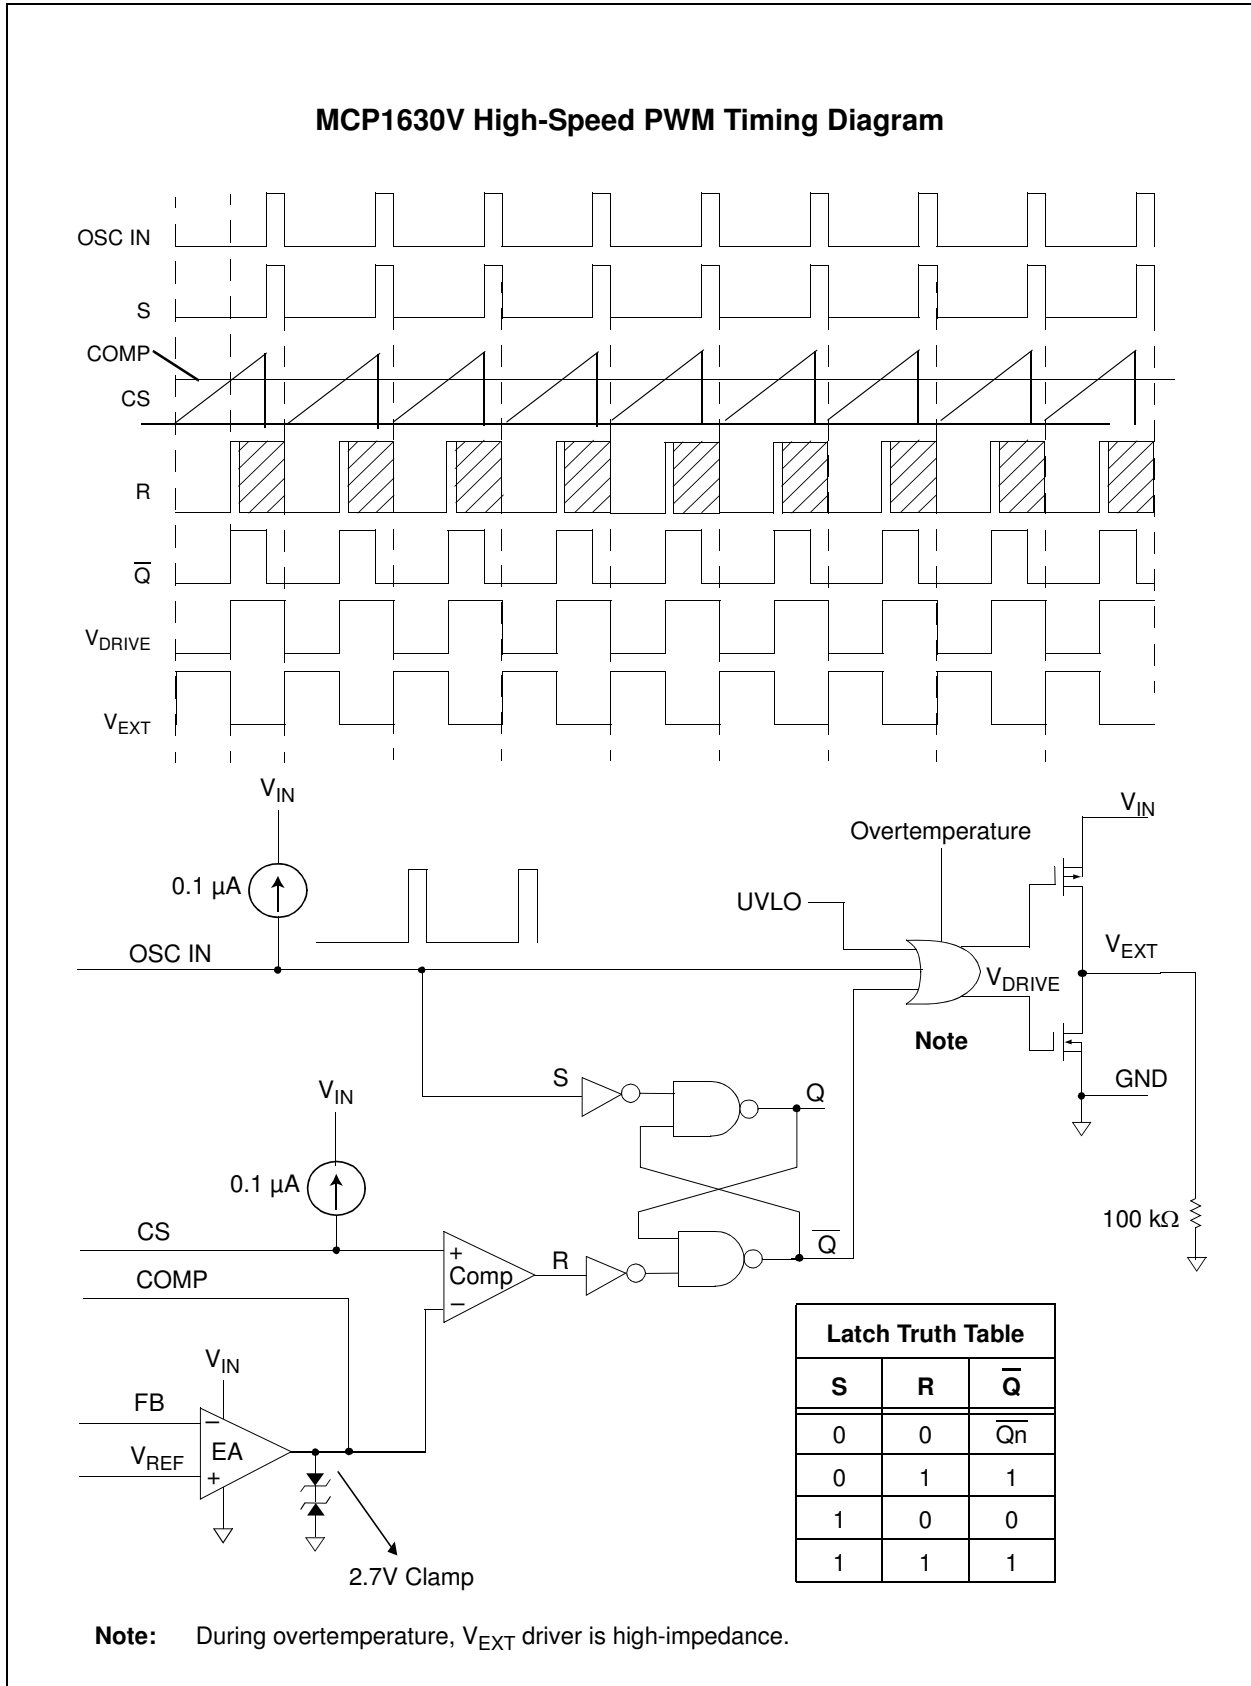 MCP1630V High-Speed PWM Timing Diagram
OSC IN
S
COMP
CS
R
Q̅
VDRIVE
VEXT
VIN
0.1 µA
OSC IN
Overtemperature
UVLO
VDRIVE
Note
VIN
VEXT
GND
100 kΩ
S
Q
VIN
0.1 µA
CS
COMP
+
Comp
−
R
Q̅
VIN
FB
−
EA
VREF
+
2.7V Clamp
Latch Truth Table
S R Q̅
0 0 Q̅n̅
0 1 1
1 0 0
1 1 1
Note: During overtemperature, VEXT driver is high-impedance.